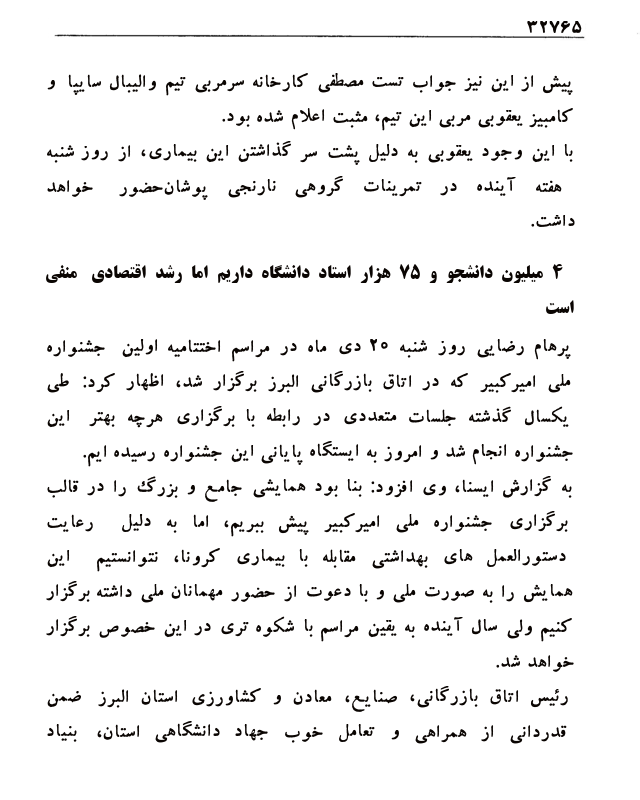 ۳۲۷۶۵
پیش از این نیز جواب تست مصطفی کارخانه سرمربی تیم والیبال سایپا و
کامبیز یعقوبی مربی این تیم، مثبت اعلام شده بود.
با این وجود یعقوبی به دلیل پشت سر گذاشتن این بیماری، از روز شنبه
هفته آینده در تمرینات گروهی نارنجی پوشان‌حضور خواهد
داشت.
۴ میلیون دانشجو و ۷۵ هزار استاد دانشگاه داریم اما رشد اقتصادی منفی
است
پرهام رضایی روز شنبه ۲۰ دی ماه در مراسم اختتامیه اولین جشنواره
ملی امیرکبیر که در اتاق بازرگانی البرز برگزار شد، اظهار کرد: طی
یکسال گذشته جلسات متعددی در رابطه با برگزاری هرچه بهتر این
جشنواره انجام شد و امروز به ایستگاه پایانی این جشنواره رسیده ایم.
به گزارش ایسنا، وی افزود: بنا بود همایشی جامع و بزرگ را در قالب
برگزاری جشنواره ملی امیرکبیر پیش ببریم، اما به دلیل رعایت
دستورالعمل های بهداشتی مقابله با بیماری کرونا، نتوانستیم این
همایش را به صورت ملی و با دعوت از حضور مهمانان ملی داشته برگزار
کنیم ولی سال آینده به یقین مراسم با شکوه تری در این خصوص برگزار
خواهد شد.
رئیس اتاق بازرگانی، صنایع، معادن و کشاورزی استان البرز ضمن
قدردانی از همراهی و تعامل خوب جهاد دانشگاهی استان، بنیاد